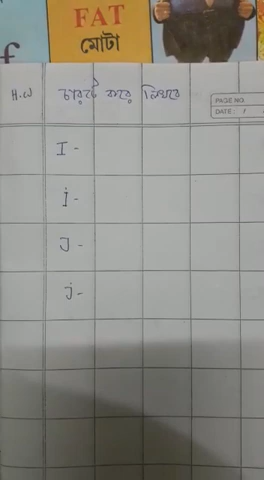 FAT
মোটা
f
H.W চারটে করে লিখবে
PAGE NO
DATE: / /
I -
i -
J -
j -